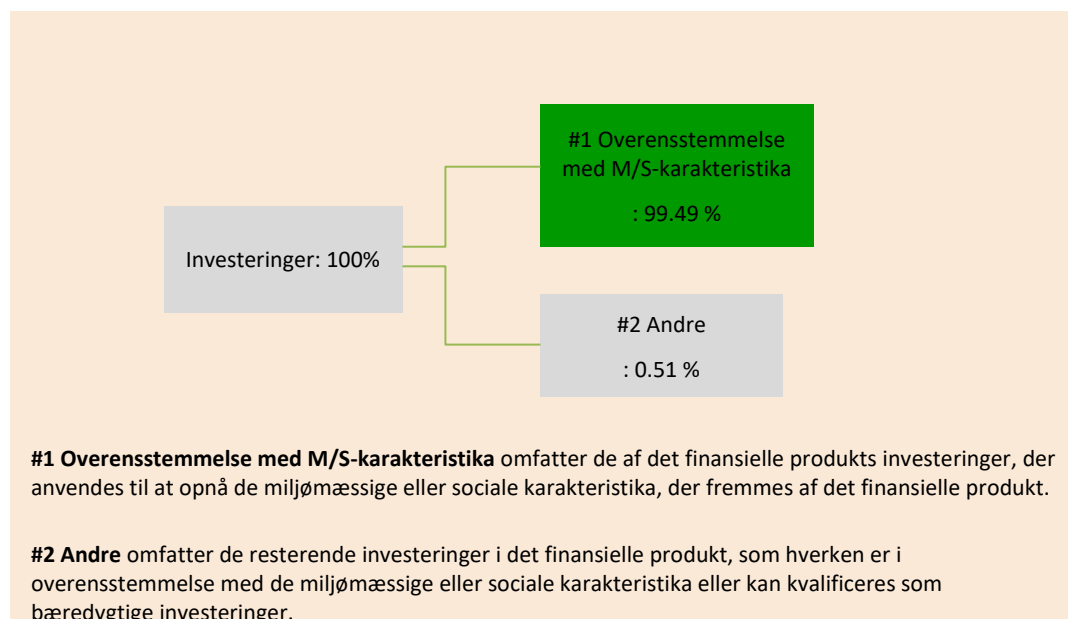 #1 Overensstemmelse
med M/S-karakteristika
: 99.49 %
Investeringer: 100%
#2 Andre
: 0.51 %
#1 Overensstemmelse med M/S-karakteristika omfatter de af det finansielle produkts investeringer, der
anvendes til at opnå de miljømæssige eller sociale karakteristika, der fremmes af det finansielle produkt.
#2 Andre omfatter de resterende investeringer i det finansielle produkt, som hverken er i
overensstemmelse med de miljømæssige eller sociale karakteristika eller kan kvalificeres som
bæredygtige investeringer.